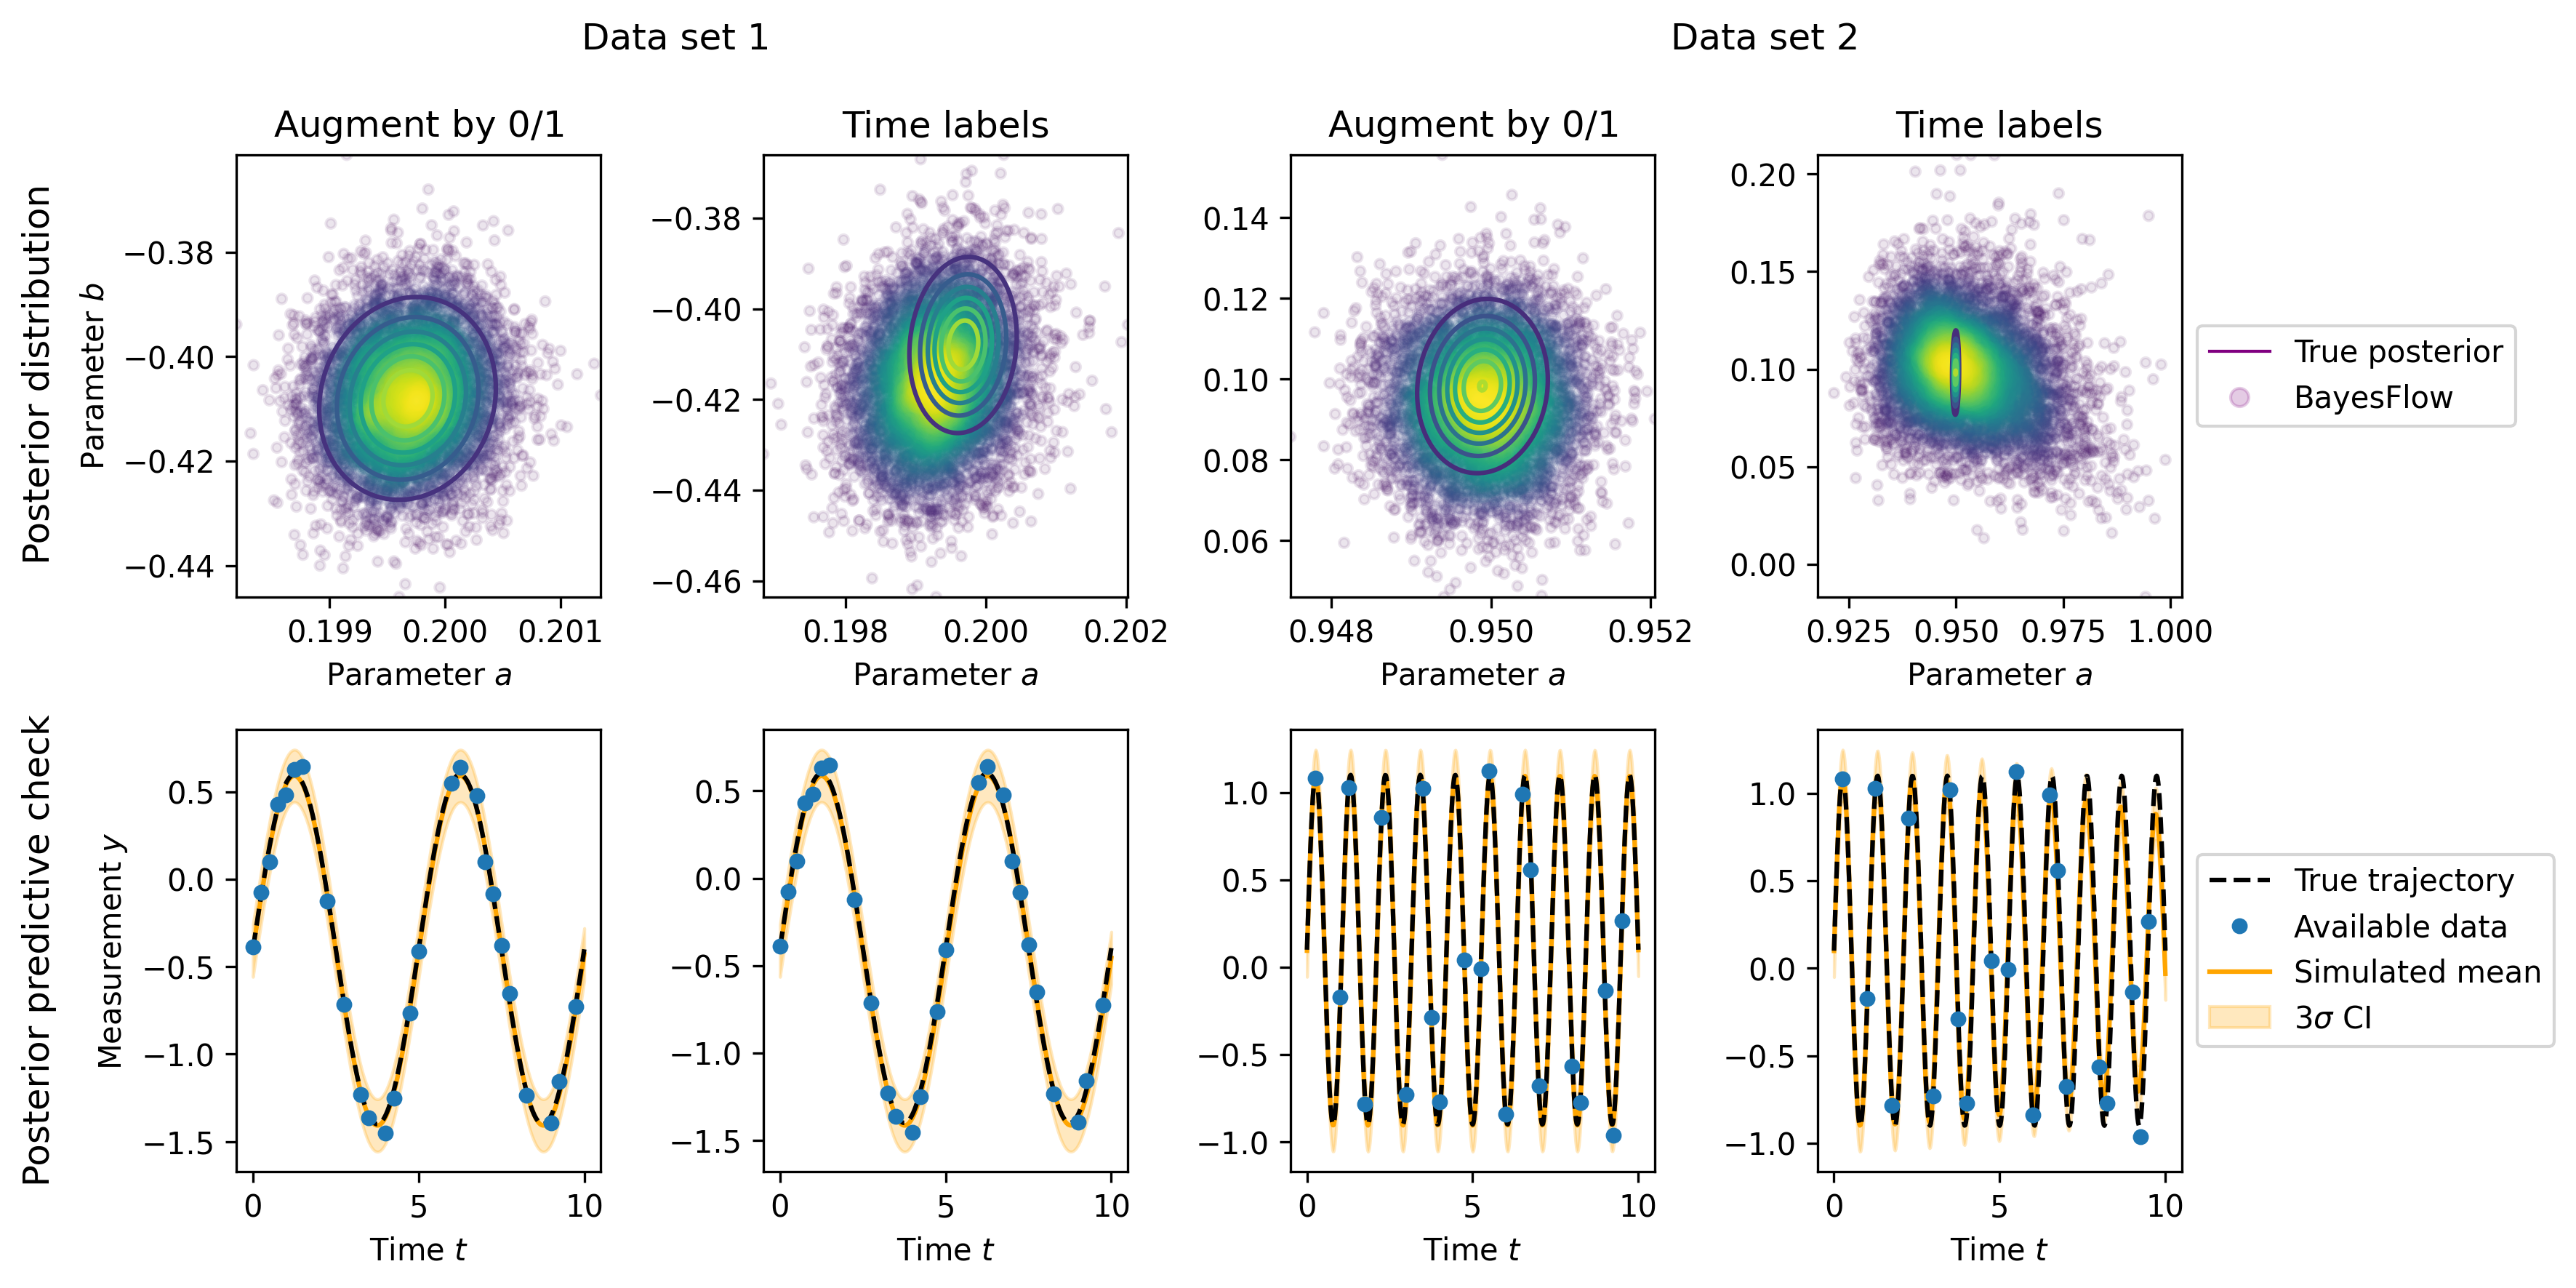 Data set 1
Data set 2
Augment by 0/1
Time labels
Augment by 0/1
Time labels
Posterior distribution
Parameter b
−0.38
−0.40
−0.42
−0.44
0.199 0.200 0.201
Parameter a
−0.38
−0.40
−0.42
−0.44
−0.46
0.198 0.200 0.202
Parameter a
0.14
0.12
0.10
0.08
0.06
0.948 0.950 0.952
Parameter a
0.20
0.15
0.10
0.05
0.00
0.925 0.950 0.975 1.000
Parameter a
True posterior
BayesFlow
Posterior predictive check
Measurement y
0.5
0.0
−0.5
−1.0
−1.5
0 5 10
Time t
0.5
0.0
−0.5
−1.0
−1.5
0 5 10
Time t
1.0
0.5
0.0
−0.5
−1.0
0 5 10
Time t
1.0
0.5
0.0
−0.5
−1.0
0 5 10
Time t
True trajectory
Available data
Simulated mean
3σ CI